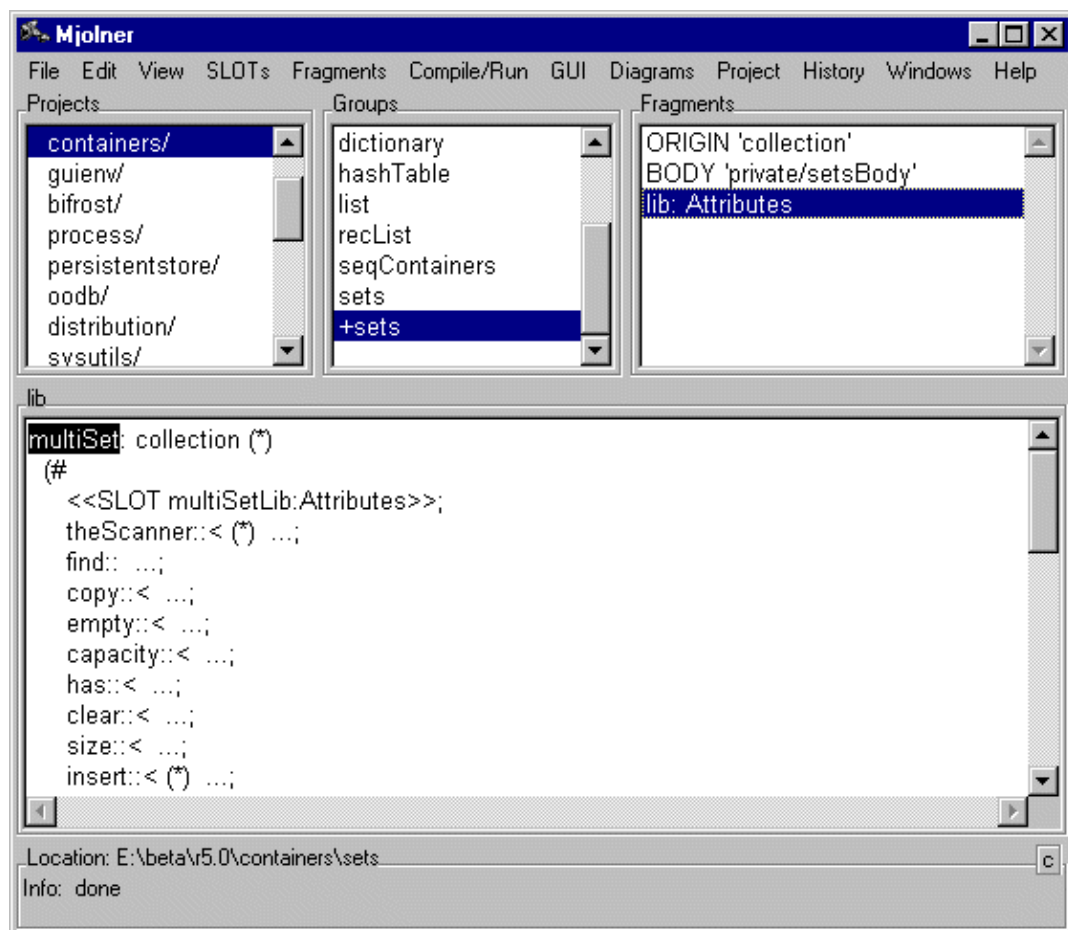 Mjolner
File Edit View SLOTs Fragments Compile/Run GUI Diagrams Project History Windows Help
Projects
containers/
guienv/
bifrost/
process/
persistentstore/
oodb/
distribution/
sysutils/
Groups
dictionary
hashTable
list
recList
seqContainers
sets
+sets
Fragments
ORIGIN 'collection'
BODY 'private/setsBody'
lib: Attributes
lib
multiSet: collection (*)
(#
<<SLOT multiSetLib:Attributes>>;
theScanner::< (*) ...;
find:: ...;
copy::< ...;
empty::< ...;
capacity::< ...;
has::< ...;
clear::< ...;
size::< ...;
insert::< (*) ...;
Location: E:\beta\r5.0\containers\sets
c
Info: done